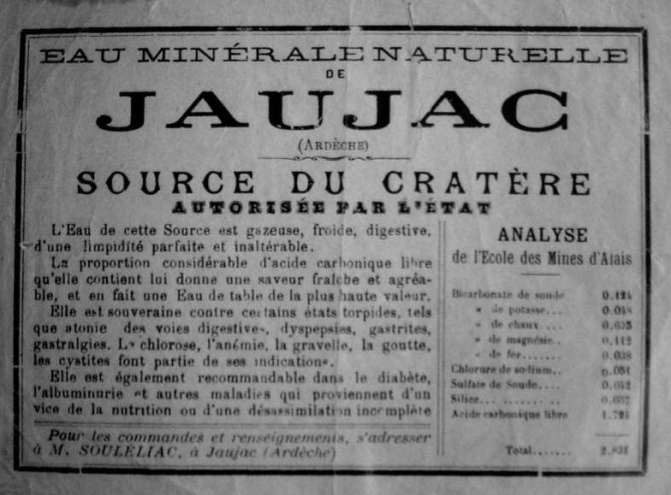 EAU MINÉRALE NATURELLE
DE
JAUJAC
(ARDÈCHE)
SOURCE DU CRATÈRE
AUTORISÉE PAR L'ÉTAT
L'Eau de cette Source est gazeuse, froide, digestive,
d'une limpidité parfaite et inaltérable.
La proportion considérable d'acide carbonique libre
qu'elle contient lui donne une saveur fraîche et agréa-
ble, et en fait une Eau de table de la plus haute valeur.
Elle est souveraine contre certains états torpides, tels
que atonie des voies digestives, dyspepsies, gastrites,
gastralgies. La chlorose, l'anémie, la gravelle, la goutte,
les cystites font partie de ses indications.
Elle est également recommandable dans le diabète,
l'albuminurie et autres maladies qui proviennent d'un
vice de la nutrition ou d'une désassimilation incomplète
Pour les commandes et renseignements, s'adresser
à M. SOULELIAC, à Jaujac (Ardèche)
ANALYSE
de l'Ecole des Mines d'Alais
Bicarbonate de soude
» de potasse...
» de chaux ....
» de magnésie.
» de fer.......
Chlorure de sodium..
Sulfate de Soude....
Silice...
Acide carbonique libre
Total